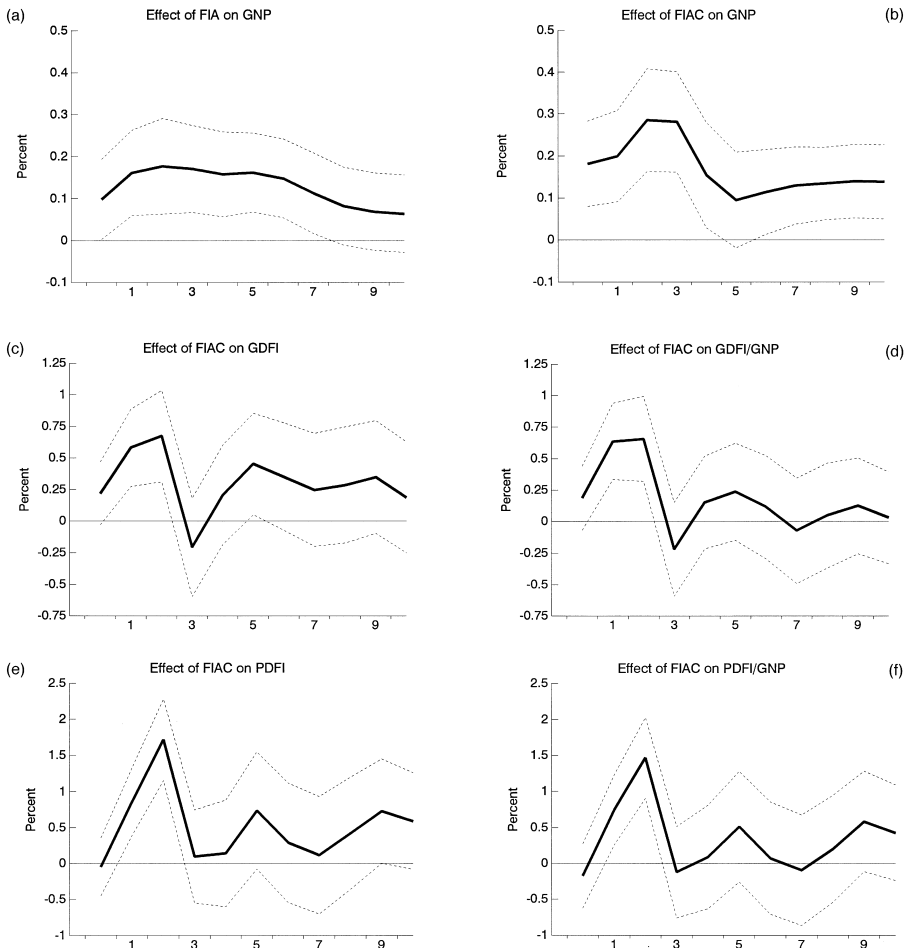 (a)
Effect of FIA on GNP
Percent
0.5
0.4
0.3
0.2
0.1
0
-0.1
1 3 5 7 9
Effect of FIAC on GNP
(b)
Percent
0.5
0.4
0.3
0.2
0.1
0
-0.1
1 3 5 7 9
(c)
Effect of FIAC on GDFI
Percent
1.25
1
0.75
0.5
0.25
0
-0.25
-0.5
-0.75
1 3 5 7 9
Effect of FIAC on GDFI/GNP
(d)
Percent
1.25
1
0.75
0.5
0.25
0
-0.25
-0.5
-0.75
1 3 5 7 9
(e)
Effect of FIAC on PDFI
Percent
2.5
2
1.5
1
0.5
0
-0.5
-1
1 3 5 7 9
Effect of FIAC on PDFI/GNP
(f)
Percent
2.5
2
1.5
1
0.5
0
-0.5
-1
1 3 5 7 9